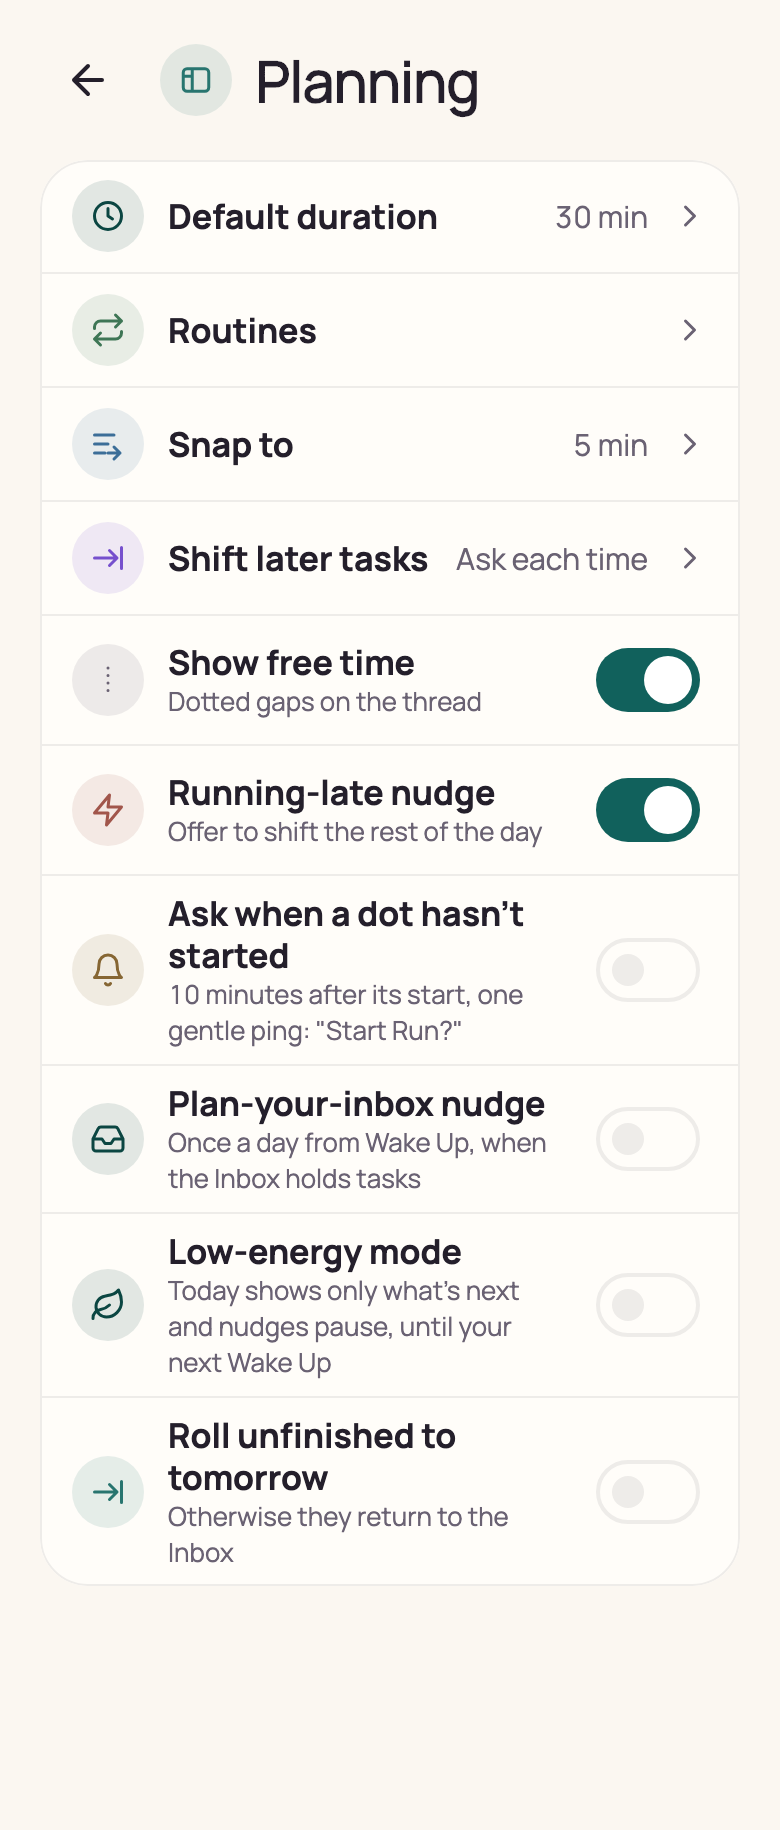 Planning
Default duration 30 min
Routines
Snap to 5 min
Shift later tasks Ask each time
Show free time
Dotted gaps on the thread
Running-late nudge
Offer to shift the rest of the day
Ask when a dot hasn’t
started
10 minutes after its start, one
gentle ping: "Start Run?"
Plan-your-inbox nudge
Once a day from Wake Up, when
the Inbox holds tasks
Low-energy mode
Today shows only what’s next
and nudges pause, until your
next Wake Up
Roll unfinished to
tomorrow
Otherwise they return to the
Inbox